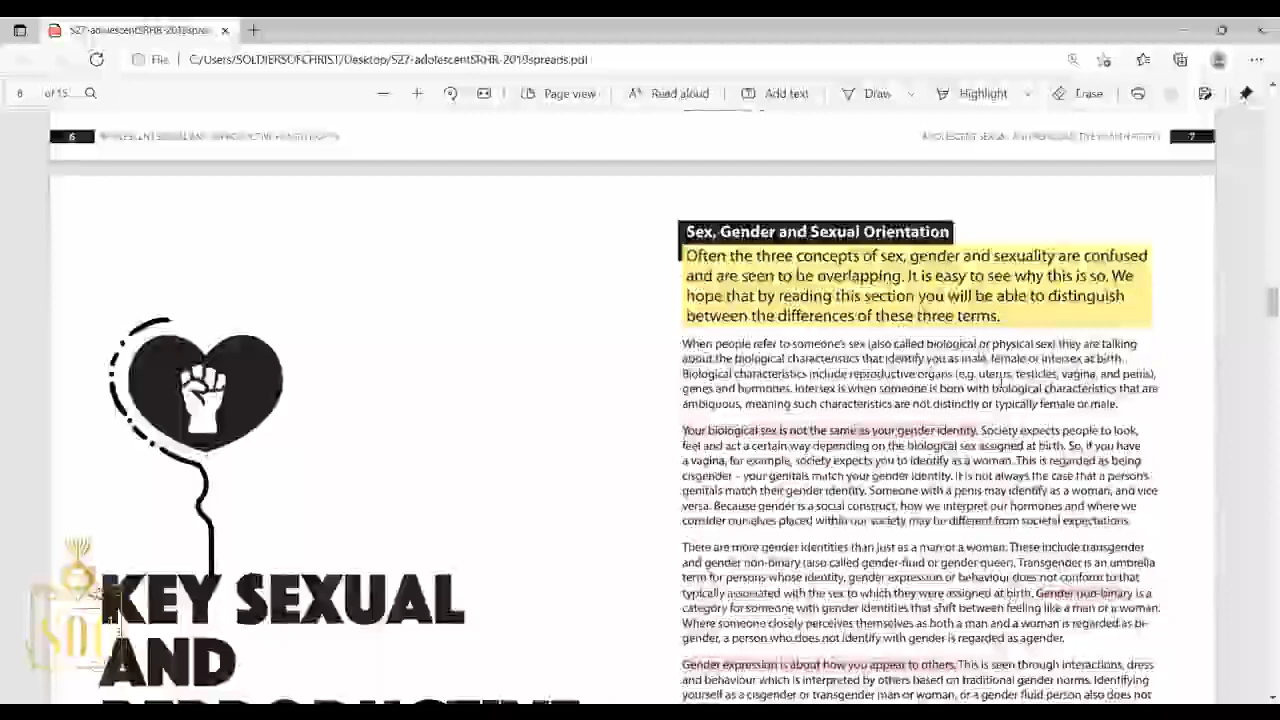 S27-adolescentSRHR-2019spreads.p
File C:/Users/SOLDIERSOFCHRIST/Desktop/S27-adolescentSRHR-2019spreads.pdf
8 of 15 Page view Read aloud Add text Draw Highlight Erase
6 ADOLESCENT SEXUAL AND REPRODUCTIVE HUMAN RIGHTS ADOLESCENT SEXUAL AND REPRODUCTIVE HUMAN RIGHTS 7
KEY SEXUAL
AND
REPRODUCTIVE
SOC
Sex, Gender and Sexual Orientation
Often the three concepts of sex, gender and sexuality are confused
and are seen to be overlapping. It is easy to see why this is so. We
hope that by reading this section you will be able to distinguish
between the differences of these three terms.
When people refer to someone's sex (also called biological or physical sex) they are talking
about the biological characteristics that identify you as male, female or intersex at birth.
Biological characteristics include reproductive organs (e.g. uterus, testicles, vagina, and penis),
genes and hormones. Intersex is when someone is born with biological characteristics that are
ambiguous, meaning such characteristics are not distinctly or typically female or male.
Your biological sex is not the same as your gender identity. Society expects people to look,
feel and act a certain way depending on the biological sex assigned at birth. So, if you have
a vagina, for example, society expects you to identify as a woman. This is regarded as being
cisgender – your genitals match your gender identity. It is not always the case that a person's
genitals match their gender identity. Someone with a penis may identify as a woman, and vice
versa. Because gender is a social construct, how we interpret our hormones and where we
consider ourselves placed within our society may be different from societal expectations.
There are more gender identities than just as a man or a woman. These include transgender
and gender non-binary (also called gender-fluid or gender queer). Transgender is an umbrella
term for persons whose identity, gender expression or behaviour does not conform to that
typically associated with the sex to which they were assigned at birth. Gender non-binary is a
category for someone with gender identities that shift between feeling like a man or a woman.
Where someone closely perceives themselves as both a man and a woman is regarded as bi-
gender, a person who does not identify with gender is regarded as agender.
Gender expression is about how you appear to others. This is seen through interactions, dress
and behaviour which is interpreted by others based on traditional gender norms. Identifying
yourself as a cisgender or transgender man or woman, or a gender fluid person also does not